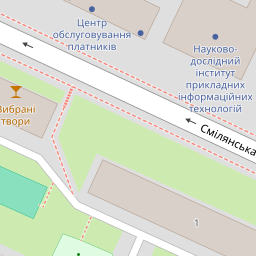 Центр
обслуговування
платників
Науково-
дослідний
інститут
прикладних
інформаційних
технологій
Вибрані
твори
Смілянська
1